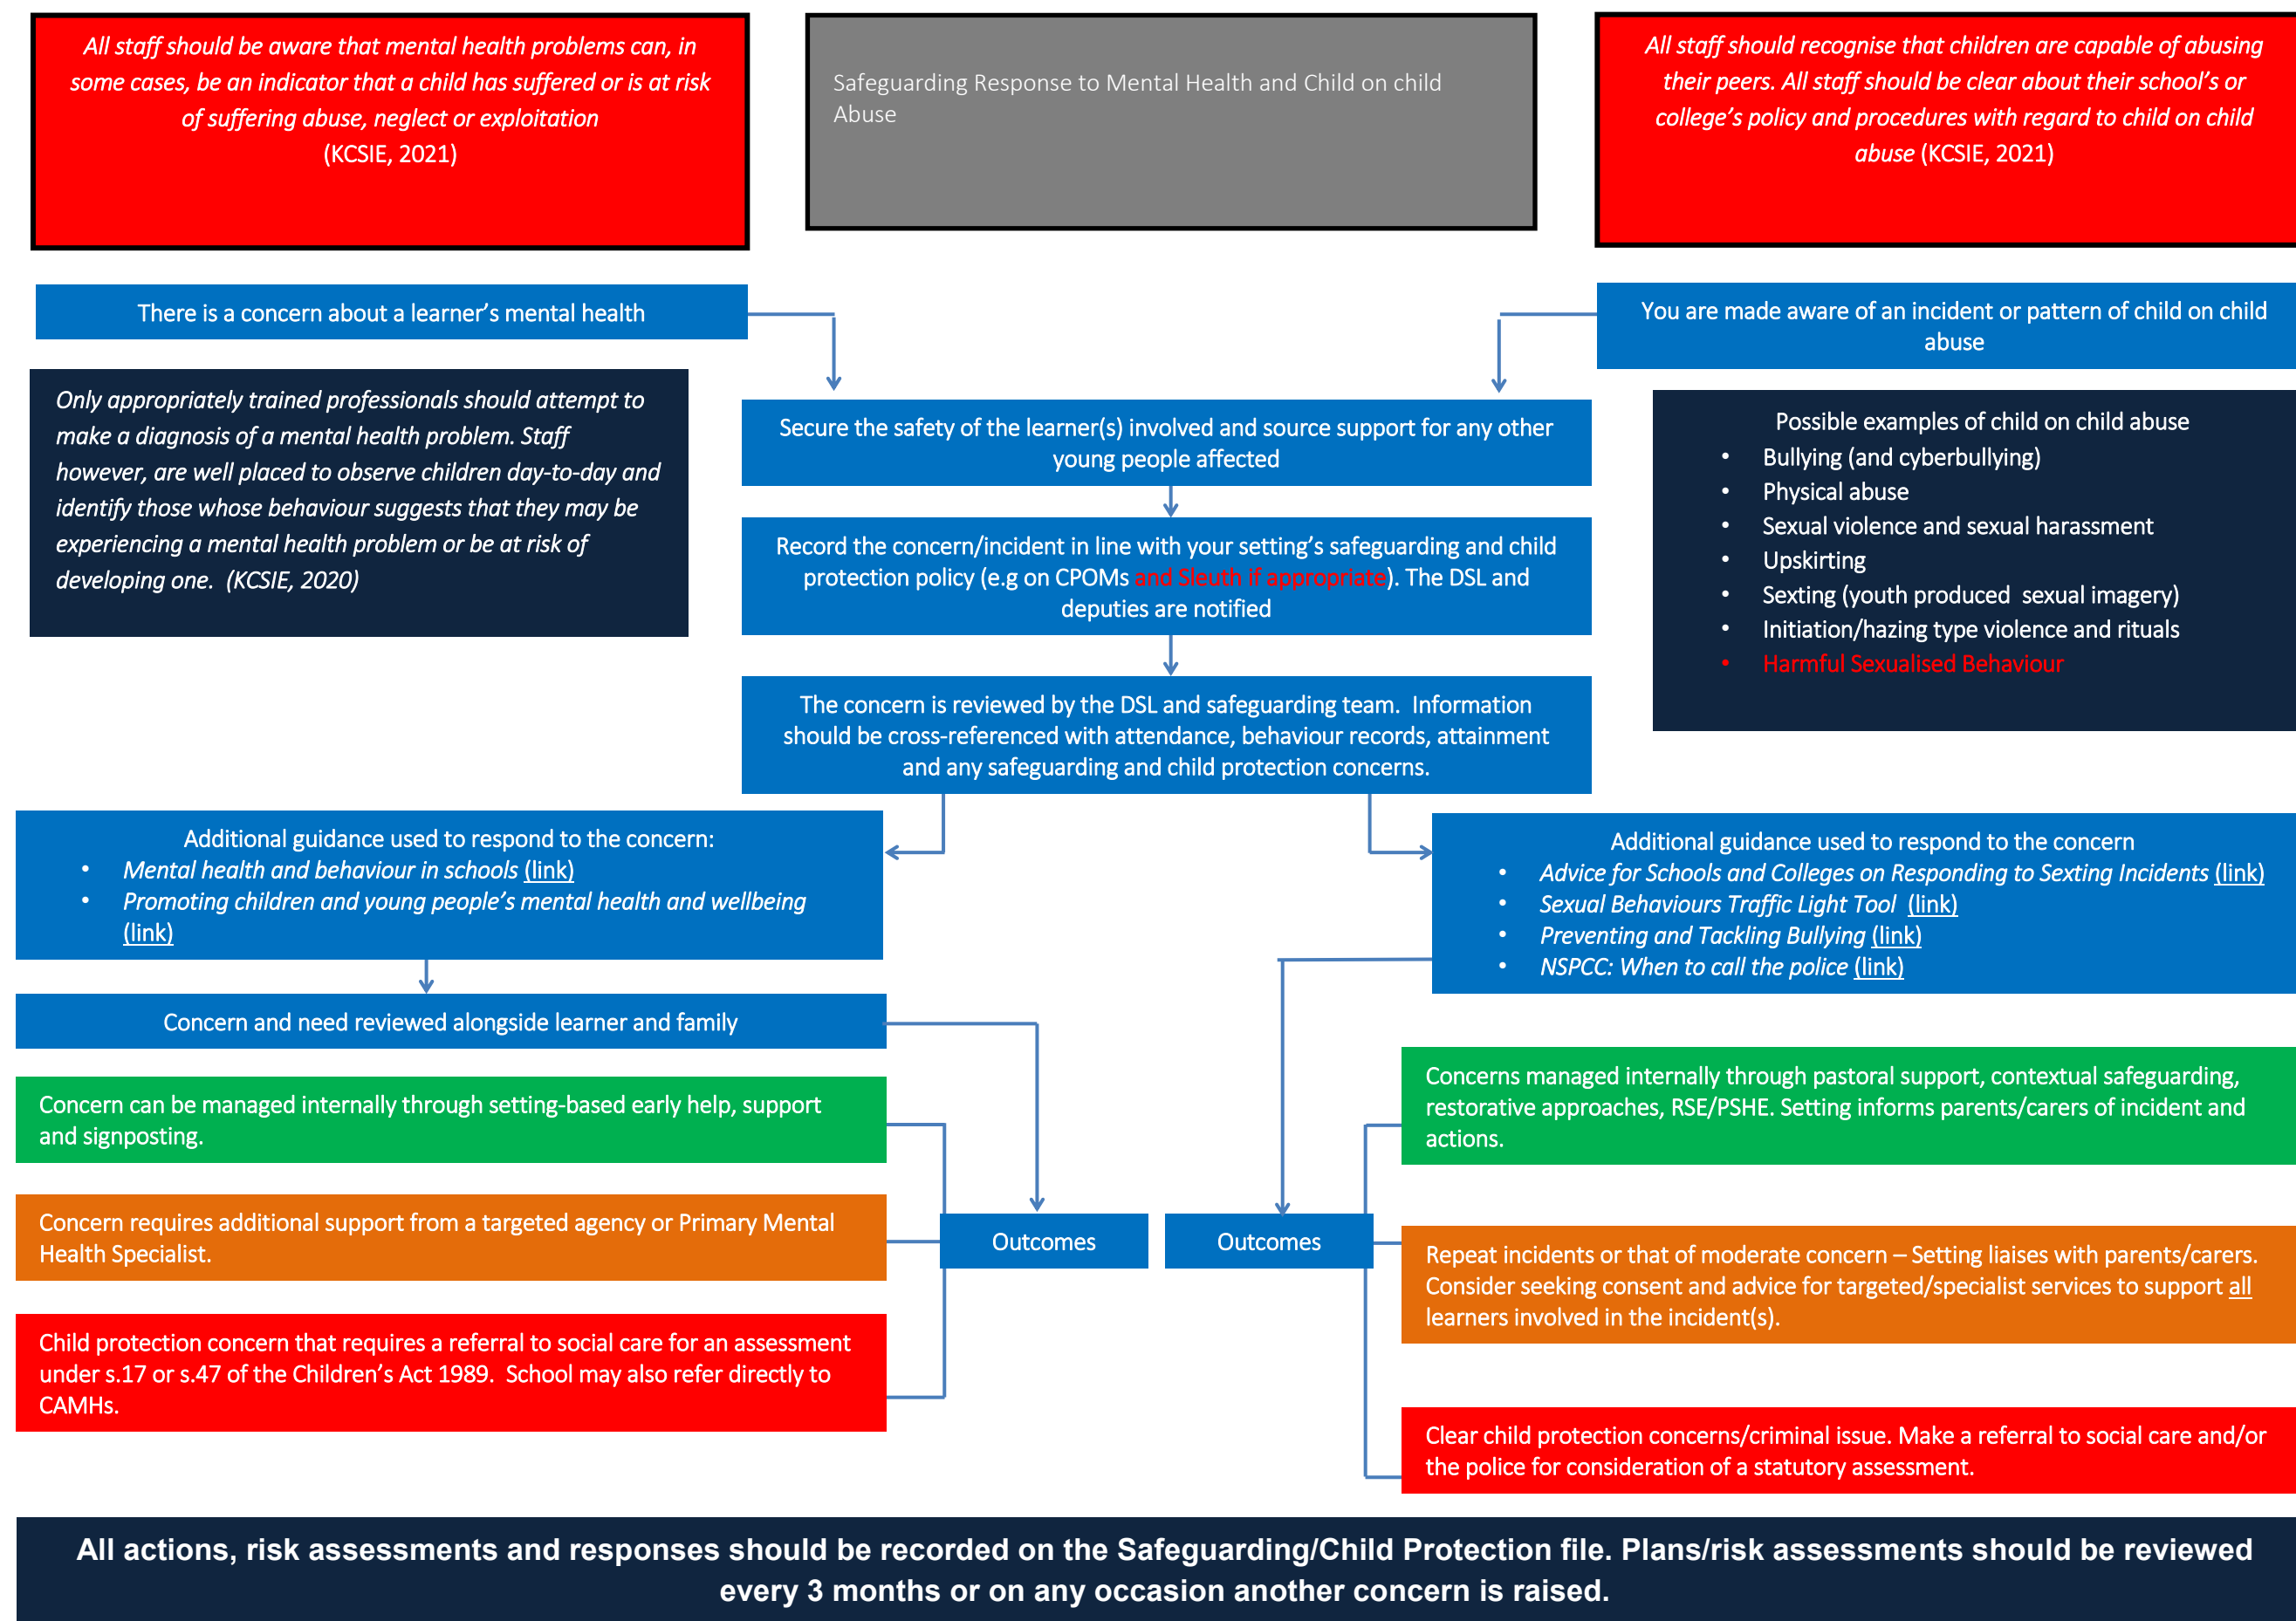 All staff should be aware that mental health problems can, in
some cases, be an indicator that a child has suffered or is at risk
of suffering abuse, neglect or exploitation
(KCSIE, 2021)
Safeguarding Response to Mental Health and Child on child
Abuse
All staff should recognise that children are capable of abusing
their peers. All staff should be clear about their school’s or
college’s policy and procedures with regard to child on child
abuse (KCSIE, 2021)
There is a concern about a learner’s mental health
You are made aware of an incident or pattern of child on child
abuse
Only appropriately trained professionals should attempt to
make a diagnosis of a mental health problem. Staff
however, are well placed to observe children day-to-day and
identify those whose behaviour suggests that they may be
experiencing a mental health problem or be at risk of
developing one.  (KCSIE, 2020)
Secure the safety of the learner(s) involved and source support for any other
young people affected
Record the concern/incident in line with your setting’s safeguarding and child
protection policy (e.g on CPOMs and Sleuth if appropriate). The DSL and
deputies are notified
The concern is reviewed by the DSL and safeguarding team.  Information
should be cross-referenced with attendance, behaviour records, attainment
and any safeguarding and child protection concerns.
Possible examples of child on child abuse
• Bullying (and cyberbullying)
• Physical abuse
• Sexual violence and sexual harassment
• Upskirting
• Sexting (youth produced  sexual imagery)
• Initiation/hazing type violence and rituals
• Harmful Sexualised Behaviour
Additional guidance used to respond to the concern:
• Mental health and behaviour in schools (link)
• Promoting children and young people’s mental health and wellbeing
(link)
Additional guidance used to respond to the concern
• Advice for Schools and Colleges on Responding to Sexting Incidents (link)
• Sexual Behaviours Traffic Light Tool  (link)
• Preventing and Tackling Bullying (link)
• NSPCC: When to call the police (link)
Concern and need reviewed alongside learner and family
Concern can be managed internally through setting-based early help, support
and signposting.
Concern requires additional support from a targeted agency or Primary Mental
Health Specialist.
Child protection concern that requires a referral to social care for an assessment
under s.17 or s.47 of the Children’s Act 1989.  School may also refer directly to
CAMHs.
Outcomes
Outcomes
Concerns managed internally through pastoral support, contextual safeguarding,
restorative approaches, RSE/PSHE. Setting informs parents/carers of incident and
actions.
Repeat incidents or that of moderate concern – Setting liaises with parents/carers.
Consider seeking consent and advice for targeted/specialist services to support all
learners involved in the incident(s).
Clear child protection concerns/criminal issue. Make a referral to social care and/or
the police for consideration of a statutory assessment.
All actions, risk assessments and responses should be recorded on the Safeguarding/Child Protection file. Plans/risk assessments should be reviewed
every 3 months or on any occasion another concern is raised.